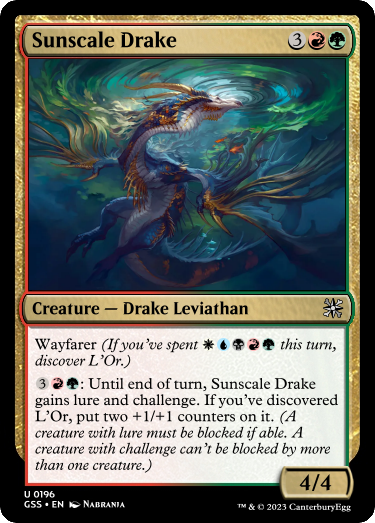 Sunscale Drake 3
Creature — Drake Leviathan
Wayfarer (If you've spent this turn,
discover L'Or.)
3: Until end of turn, Sunscale Drake
gains lure and challenge. If you've discovered
L'Or, put two +1/+1 counters on it. (A
creature with lure must be blocked if able. A
creature with challenge can't be blocked by more
than one creature.)
4/4
U 0196
GSS • EN NABRANIA
™ & © 2023 CanterburyEgg